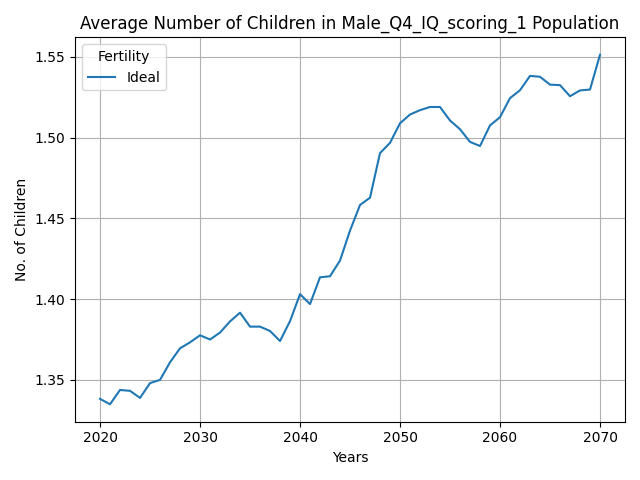 Average Number of Children in Male_Q4_IQ_scoring_1 Population
Fertility
Ideal
1.55
1.50
1.45
1.40
1.35
No. of Children
2020 2030 2040 2050 2060 2070
Years